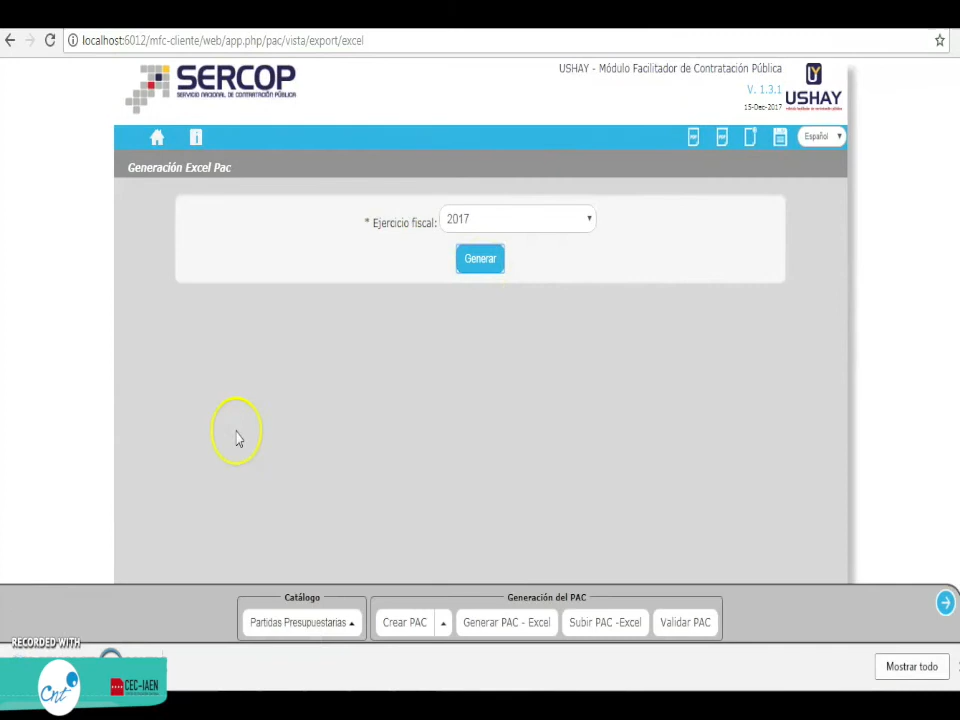 localhost:6012/mfc-cliente/web/app.php/pac/vista/export/excel
SERCOP
SERVICIO NACIONAL DE CONTRATACIÓN PÚBLICA
USHAY - Módulo Facilitador de Contratación Pública
V. 1.3.1
15-Dec-2017
USHAY
Español
Generación Excel Pac
* Ejercicio fiscal: 2017
Generar
Catálogo
Generación del PAC
Partidas Presupuestarias
Crear PAC
Generar PAC - Excel
Subir PAC -Excel
Validar PAC
RECORDED WITH
Mostrar todo
Cnt
CEC-IAEN